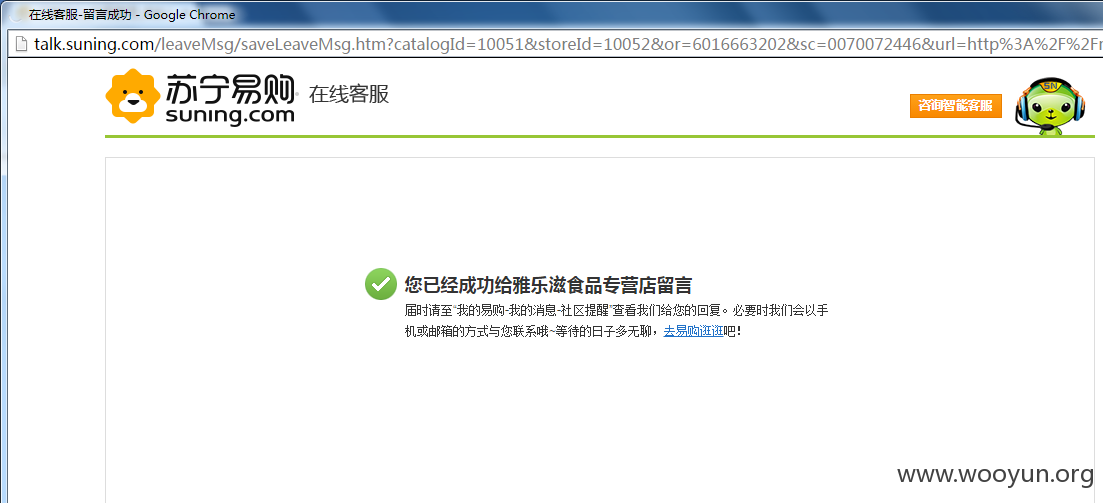 在线客服-留言成功 - Google Chrome
talk.suning.com/leaveMsg/saveLeaveMsg.htm?catalogId=10051&storeId=10052&or=6016663202&sc=0070072446&url=http%3A%2F%2Fr
苏宁易购
suning.com
在线客服
咨询智能客服
SN
您已经成功给雅乐滋食品专营店留言
届时请至“我的易购-我的消息-社区提醒”查看我们给您的回复。必要时我们会以手
机或邮箱的方式与您联系哦~等待的日子多无聊，去易购逛逛吧！
www.wooyun.org